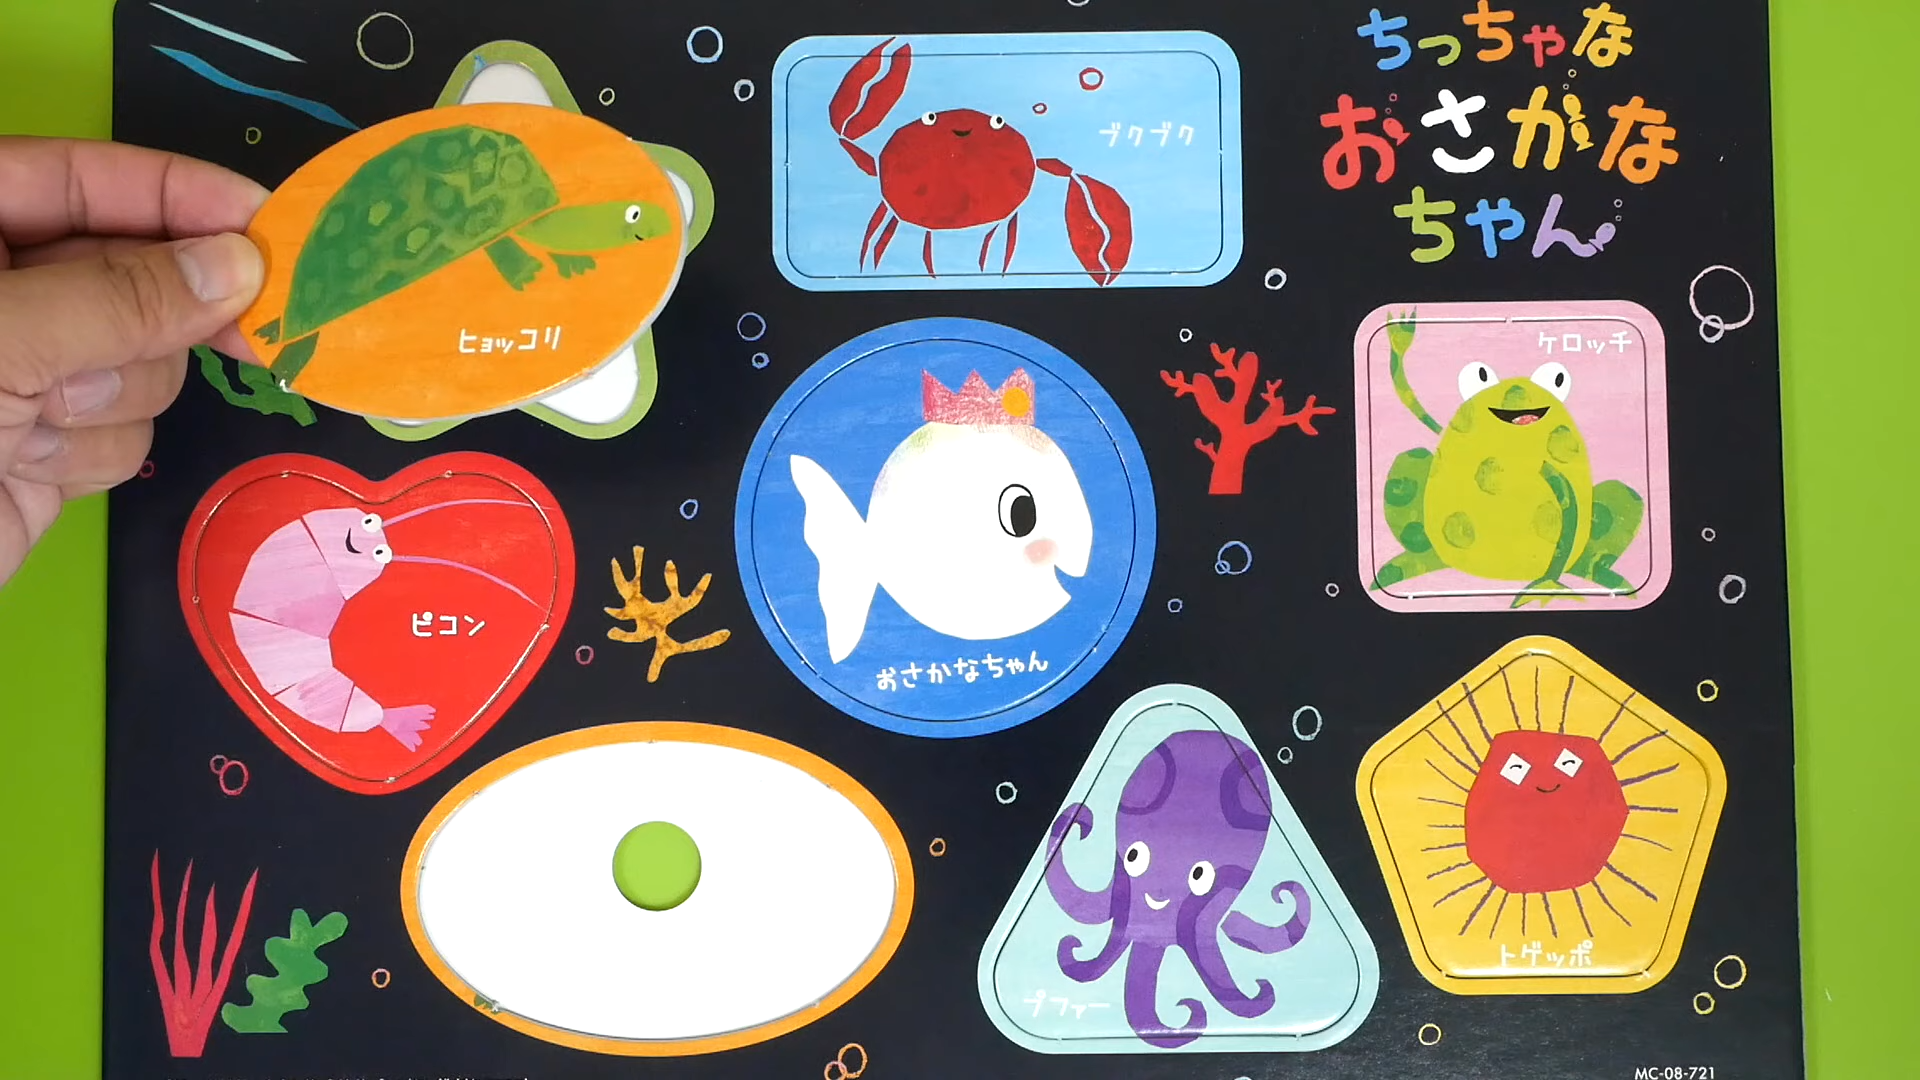 ちっちゃな
おさかな
ちゃん
ブクブク
ヒョッコリ
ケロッチ
ピコン
おさかなちゃん
トゲッポ
プファー
MC-08-721